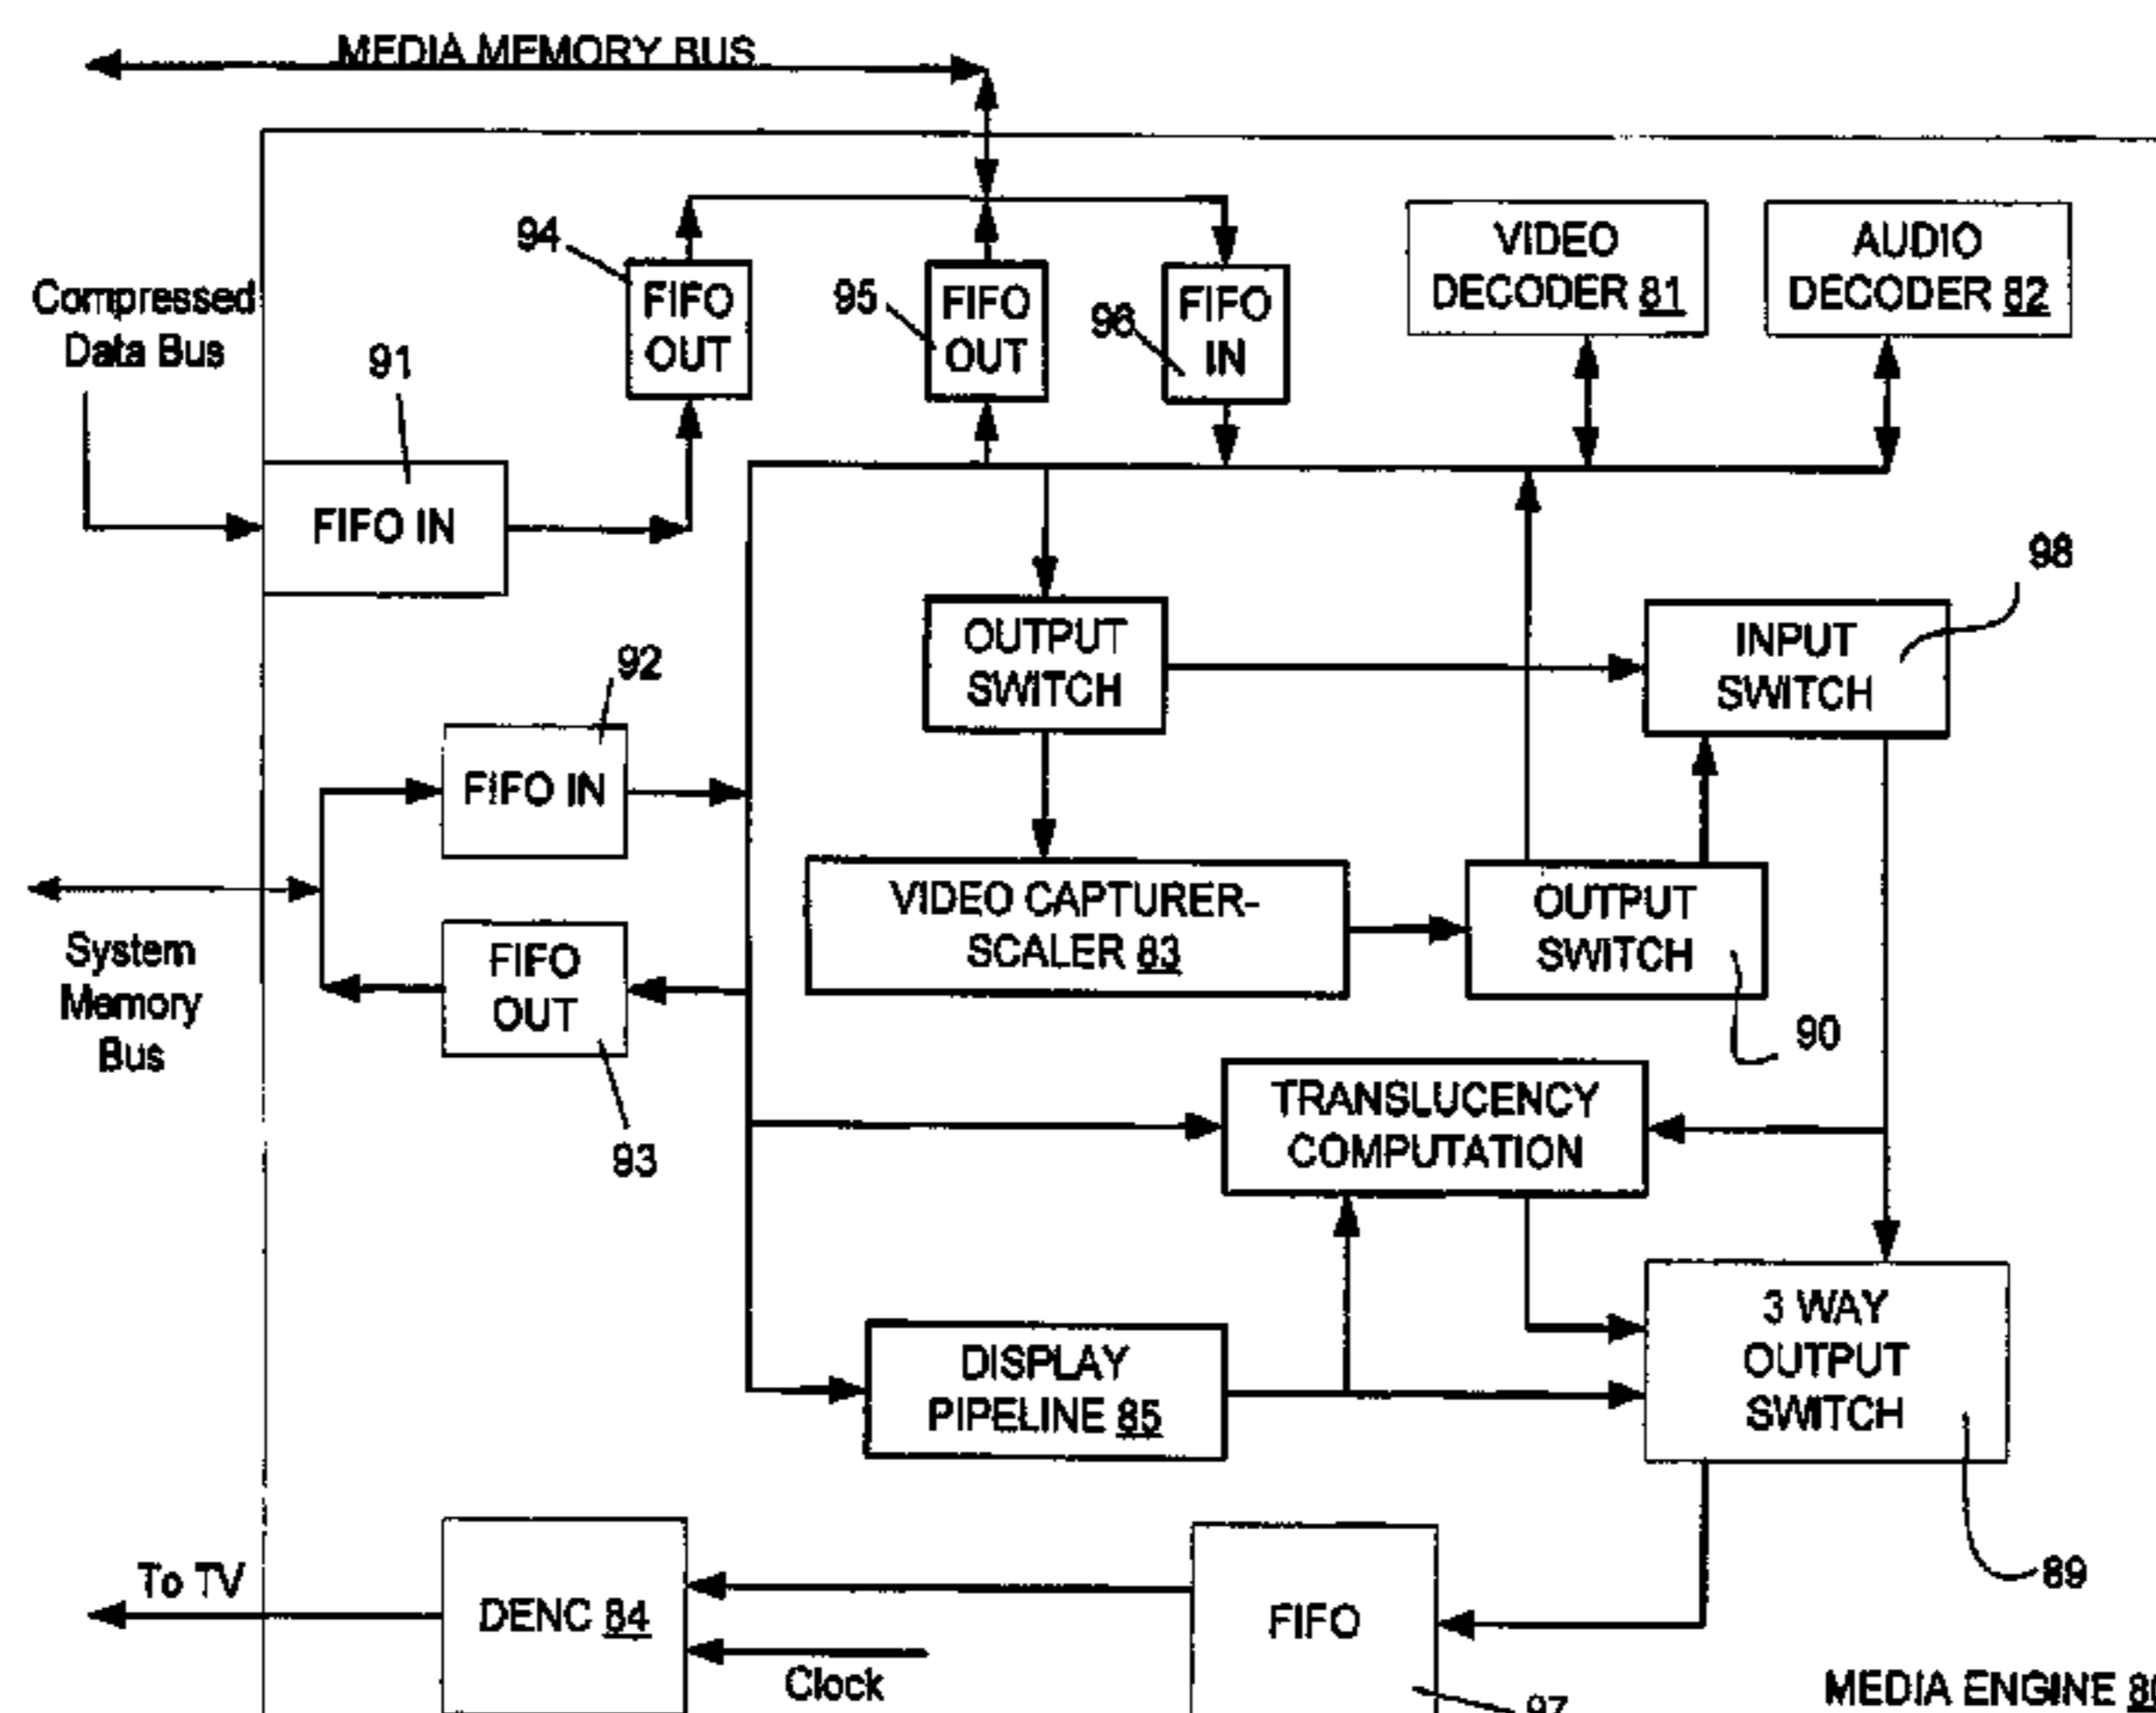 MEDIA MEMORY BUS
94
FIFO
OUT
95
FIFO
OUT
96
FIFO
IN
VIDEO
DECODER 81
AUDIO
DECODER 82
Compressed
Data Bus
91
FIFO IN
98
OUTPUT
SWITCH
INPUT
SWITCH
92
FIFO IN
VIDEO CAPTURER-
SCALER 83
OUTPUT
SWITCH
90
System
Memory
Bus
FIFO
OUT
93
TRANSLUCENCY
COMPUTATION
DISPLAY
PIPELINE 85
3 WAY
OUTPUT
SWITCH
89
To TV
DENC 84
Clock
FIFO
97
MEDIA ENGINE